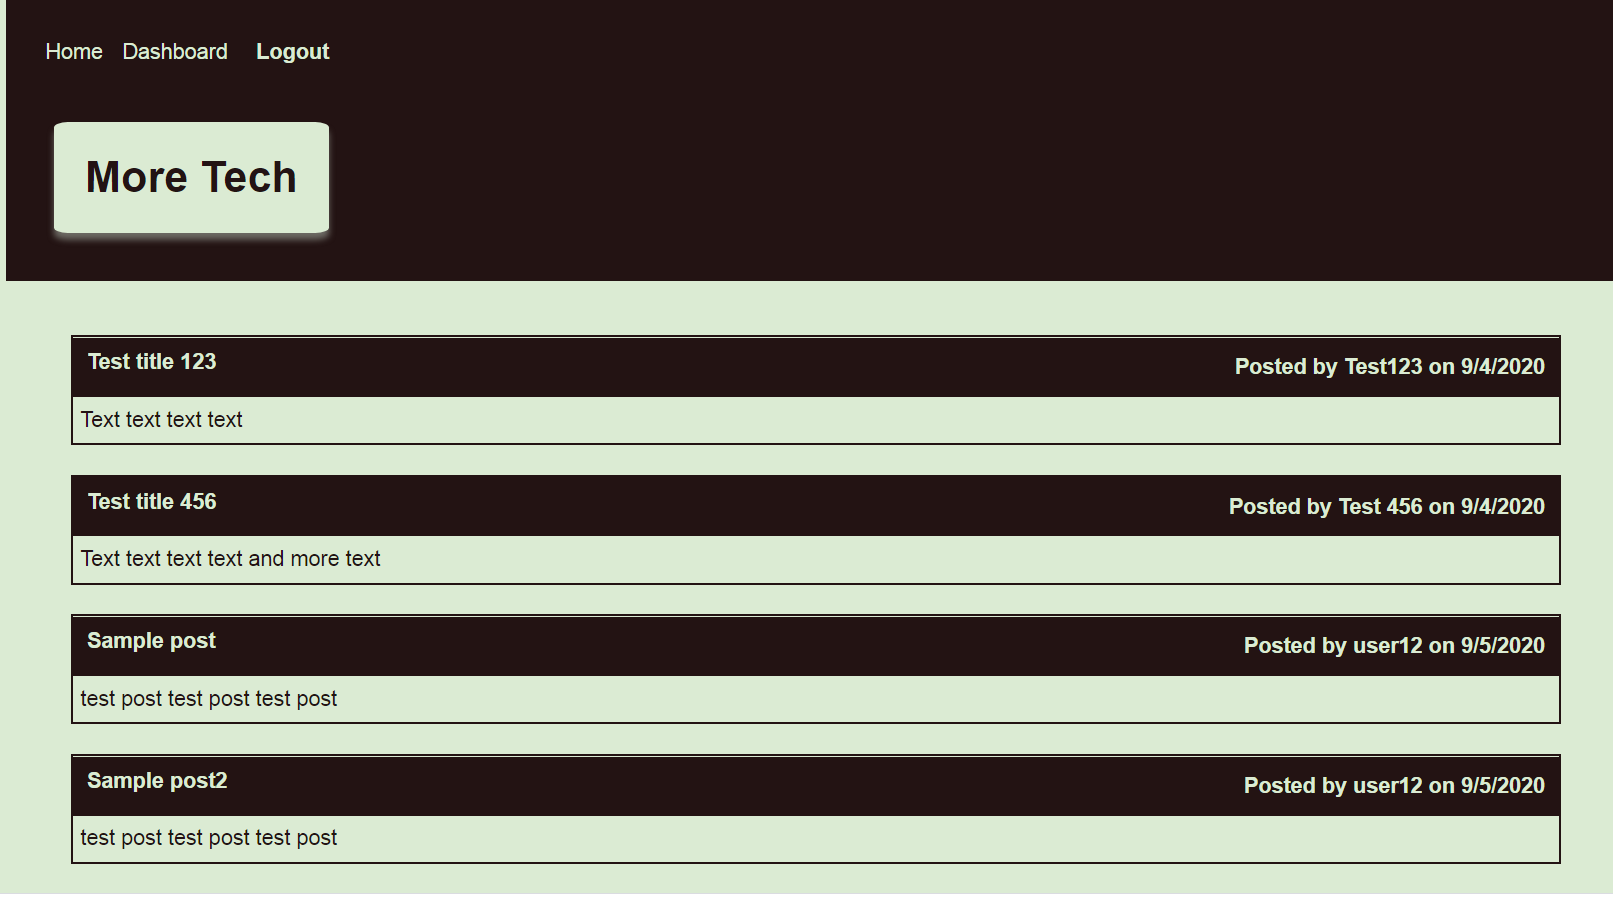 Home Dashboard Logout
More Tech
Test title 123
Posted by Test123 on 9/4/2020
Text text text text
Test title 456
Posted by Test 456 on 9/4/2020
Text text text text and more text
Sample post
Posted by user12 on 9/5/2020
test post test post test post
Sample post2
Posted by user12 on 9/5/2020
test post test post test post